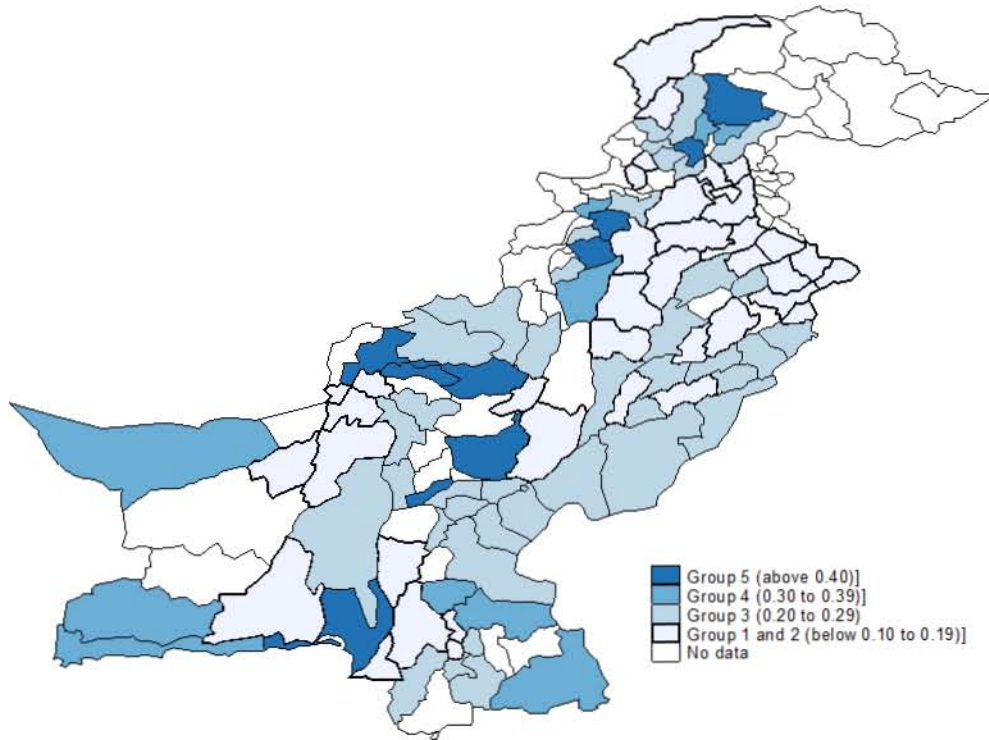 Group 5 (above 0.40)]
Group 4 (0.30 to 0.39)]
Group 3 (0.20 to 0.29)
Group 1 and 2 (below 0.10 to 0.19)]
No data